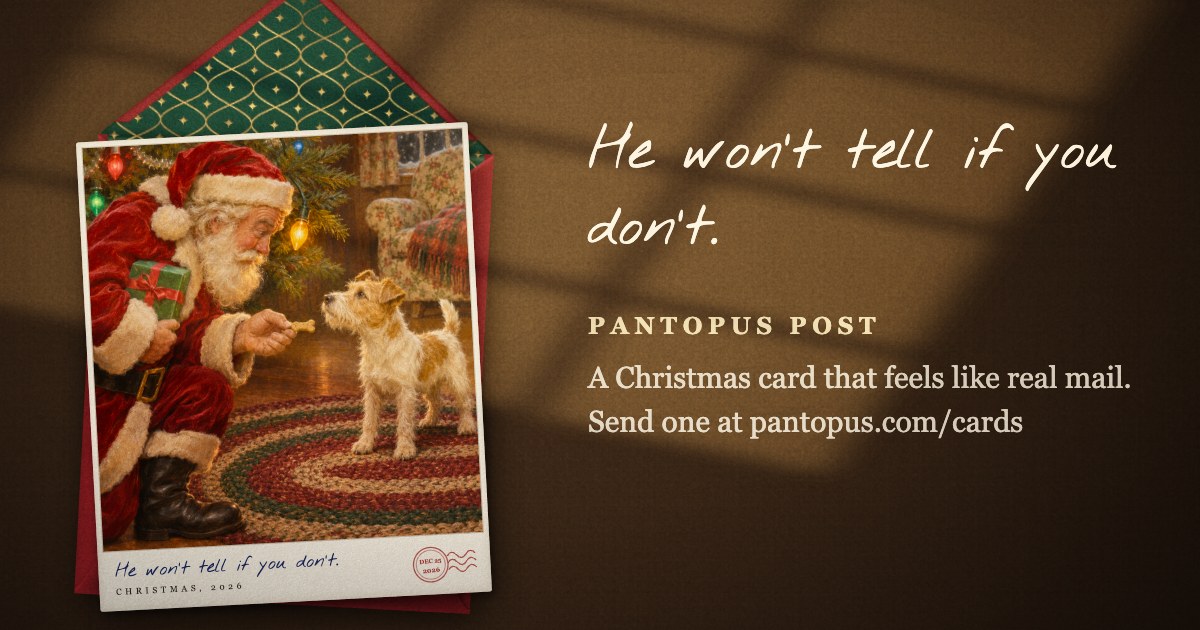 He won't tell if you
don't.
PANTOPUS POST
A Christmas card that feels like real mail.
Send one at pantopus.com/cards
He won't tell if you don't.
CHRISTMAS, 2026
DEC 25
2026